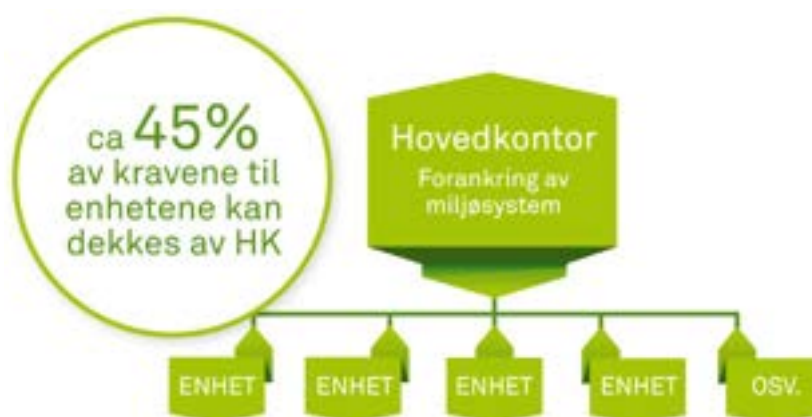 ca 45%
av kravene til
enhetene kan
dekkes av HK
Hovedkontor
Forankring av
miljøsystem
ENHET
ENHET
ENHET
ENHET
OSV.